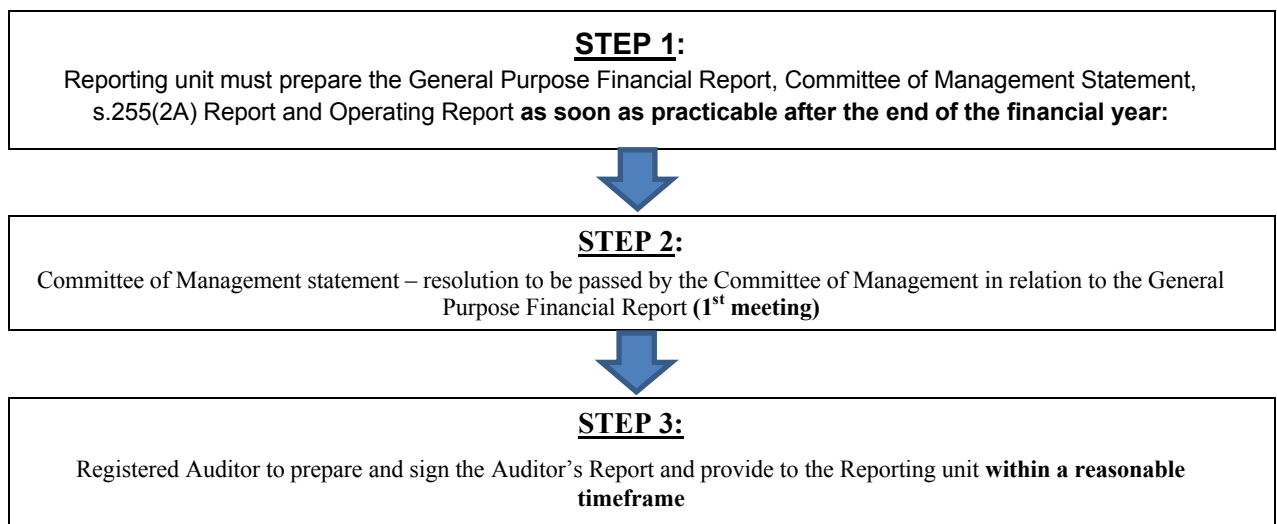 STEP 1:
Reporting unit must prepare the General Purpose Financial Report, Committee of Management Statement,
s.255(2A) Report and Operating Report as soon as practicable after the end of the financial year:
STEP 2:
Committee of Management statement – resolution to be passed by the Committee of Management in relation to the General
Purpose Financial Report (1st meeting)
STEP 3:
Registered Auditor to prepare and sign the Auditor's Report and provide to the Reporting unit within a reasonable
timeframe